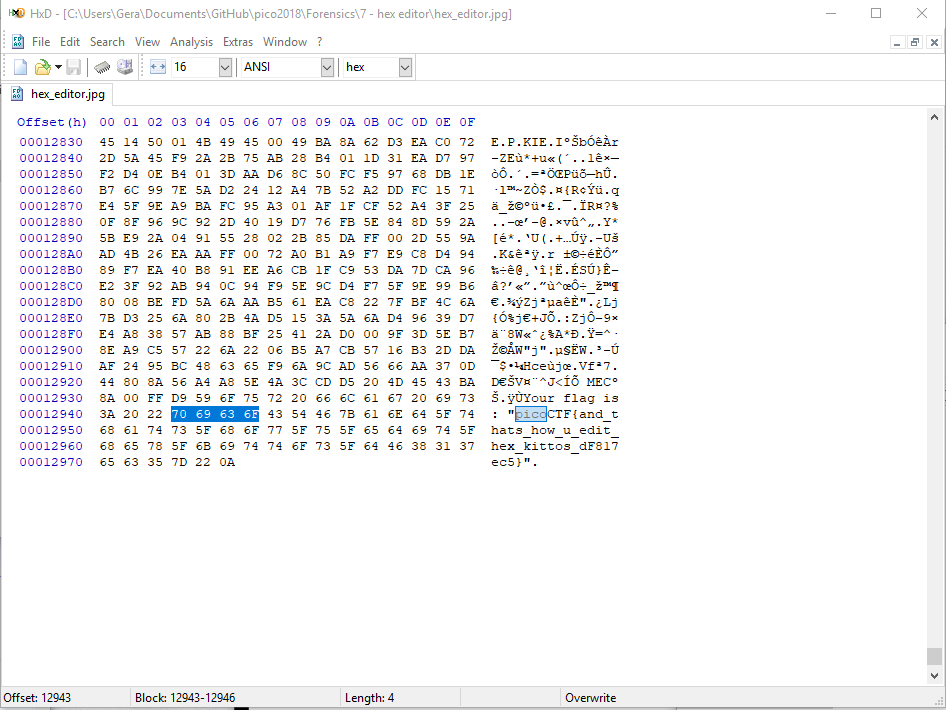 HxD - [C:\Users\Gera\Documents\GitHub\pico2018\Forensics\7 - hex editor\hex_editor.jpg]
File Edit Search View Analysis Extras Window ?
16 ANSI hex
hex_editor.jpg
Offset(h) 00 01 02 03 04 05 06 07 08 09 0A 0B 0C 0D 0E 0F
00012830 45 14 50 01 4B 49 45 00 49 BA 8A 62 D3 EA C0 72 E.P.KIE.IºŠbÓêÀr
00012840 2D 5A 45 F9 2A 2B 75 AB 28 B4 01 1D 31 EA D7 97 -ZEù*+u«(´..1ê×—
00012850 F2 D4 0E B4 01 3D AA D6 8C 50 FC F5 97 68 DB 1E òÔ.´.=ªÖŒPüõ—hÛ.
00012860 B7 6C 99 7E 5A D2 24 12 A4 7B 52 A2 DD FC 15 71 ·l™~ZÒ$.¤{R¢Ýü.q
00012870 E4 5F 9E A9 BA FC 95 A3 01 AF 1F CF 52 A4 3F 25 ä_ž©ºü•£.¯.ÏR¤?%
00012880 0F 8F 96 9C 92 2D 40 19 D7 76 FB 5E 84 8D 59 2A ..–œ’-@.×vû^„.Y*
00012890 5B E9 2A 04 91 55 28 02 2B 85 DA FF 00 2D 55 9A [é*.‘U(.+…Úÿ.-Uš
000128A0 AD 4B 26 EA AA FF 00 72 A0 B1 A9 F7 E9 C8 D4 94 .K&êªÿ.r ±©÷éÈÔ”
000128B0 89 F7 EA 40 B8 91 EE A6 CB 1F C9 53 DA 7D CA 96 ‰÷ê@¸‘î¦Ë.ÉSÚ}Ê–
000128C0 E2 3F 92 AB 94 0C 94 F9 5E 9C D4 F7 5F 9E 99 B6 â?’«”.”ù^œÔ÷_ž™¶
000128D0 80 08 BE FD 5A 6A AA B5 61 EA C8 22 7F BF 4C 6A €.¾ýZjªµaêÈ".¿Lj
000128E0 7B D3 25 6A 80 2B 4A D5 15 3A 5A 6A D4 96 39 D7 {Ó%j€+JÕ.:ZjÔ–9×
000128F0 E4 A8 38 57 AB 88 BF 25 41 2A D0 00 9F 3D 5E B7 ä¨8W«ˆ¿%A*Ð.Ÿ=^·
00012900 8E A9 C5 57 22 6A 22 06 B5 A7 CB 57 16 B3 2D DA Ž©ÅW"j".µ§ËW.³-Ú
00012910 AF 24 95 BC 48 63 65 F9 6A 9C AD 56 66 AA 37 0D ¯$•¼Hceùjœ.Vfª7.
00012920 44 80 8A 56 A4 A8 5E 4A 3C CD D5 20 4D 45 43 BA D€ŠV¤¨^J<ÍÕ MECº
00012930 8A 00 FF D9 59 6F 75 72 20 66 6C 61 67 20 69 73 Š.ÿÙYour flag is
00012940 3A 20 22 70 69 63 6F 43 54 46 7B 61 6E 64 5F 74 : "picoCTF{and_t
00012950 68 61 74 73 5F 68 6F 77 5F 75 5F 65 64 69 74 5F hats_how_u_edit_
00012960 68 65 78 5F 6B 69 74 74 6F 73 5F 64 46 38 31 37 hex_kittos_dF817
00012970 65 63 35 7D 22 0A ec5}".
Offset: 12943 Block: 12943-12946 Length: 4 Overwrite